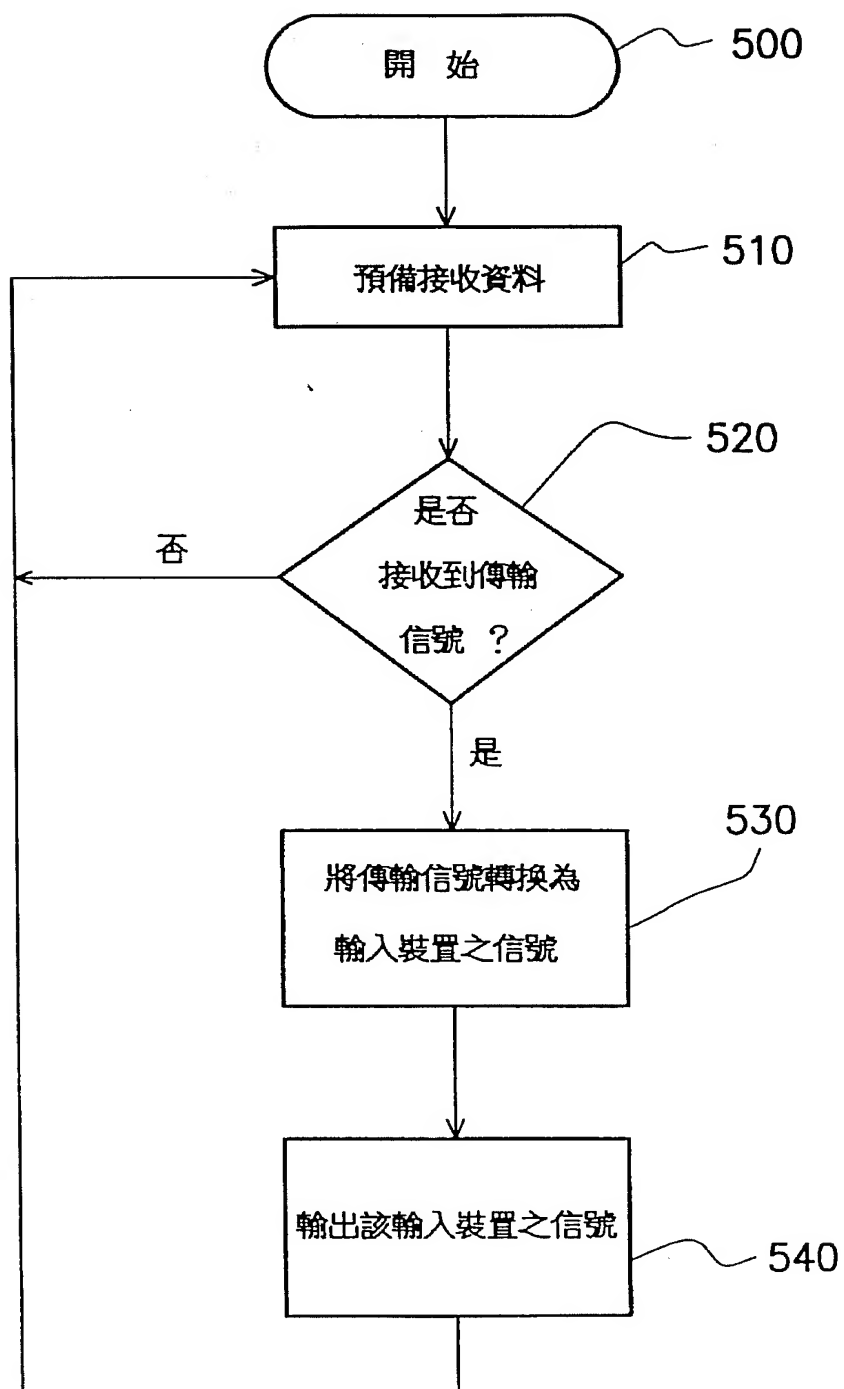 開 始
500
預備接收資料
510
520
是否
接收到傳輸
信號 ?
否
是
530
將傳輸信號轉換為
輸入裝置之信號
輸出該輸入裝置之信號
540